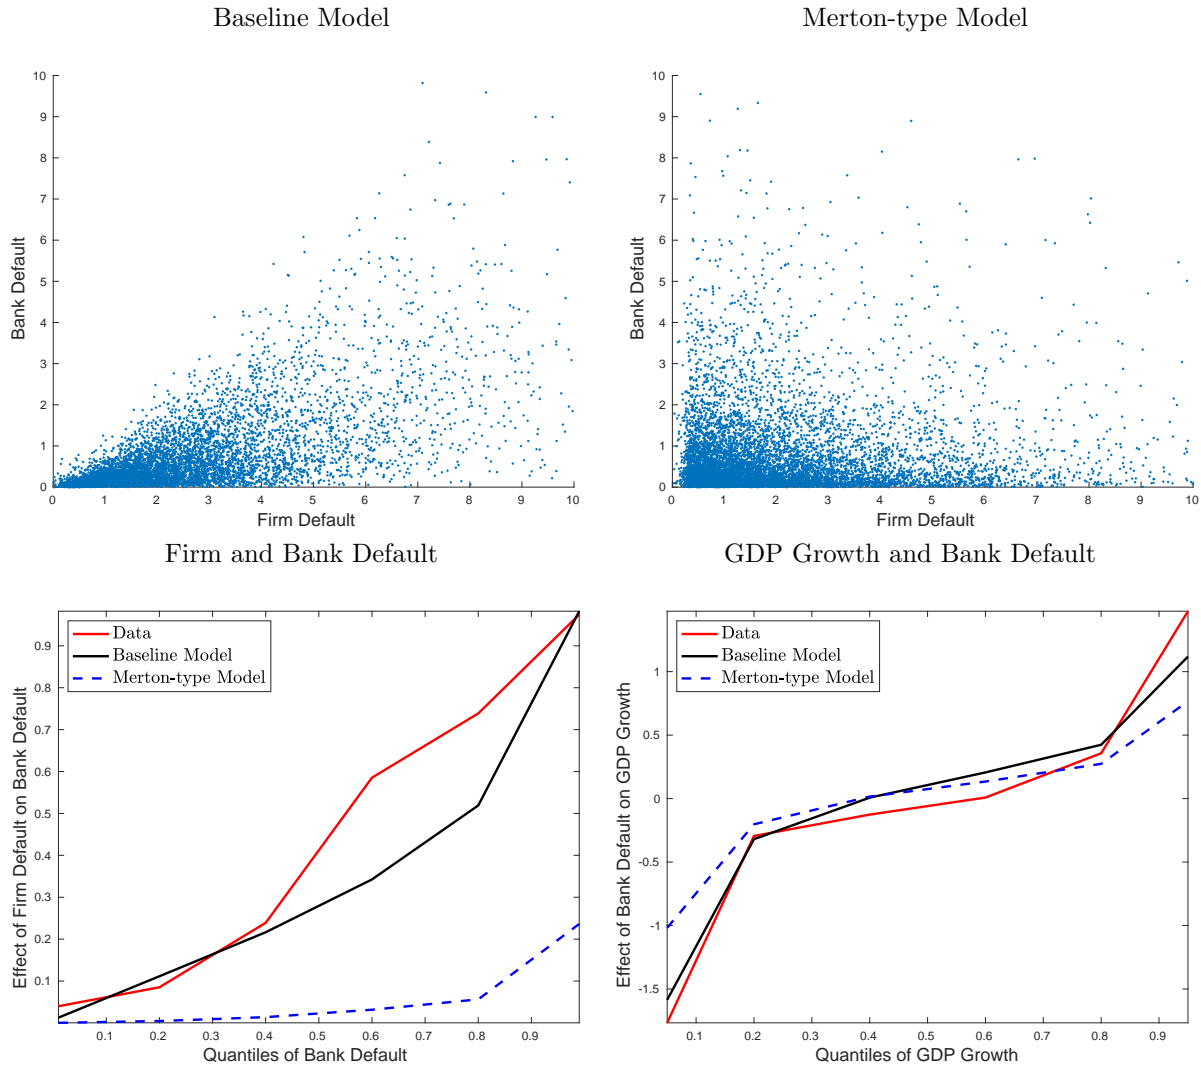 Baseline Model
Merton-type Model
10
9
8
7
6
5
4
3
2
1
0
Bank Default
0 1 2 3 4 5 6 7 8 9 10
Firm Default
10
9
8
7
6
5
4
3
2
1
0
Bank Default
0 1 2 3 4 5 6 7 8 9 10
Firm Default
Firm and Bank Default
GDP Growth and Bank Default
Data
Baseline Model
Merton-type Model
0.9
0.8
0.7
0.6
0.5
0.4
0.3
0.2
0.1
Effect of Firm Default on Bank Default
0.1 0.2 0.3 0.4 0.5 0.6 0.7 0.8 0.9
Quantiles of Bank Default
Data
Baseline Model
Merton-type Model
1
0.5
0
-0.5
-1
-1.5
Effect of Bank Default on GDP Growth
0.1 0.2 0.3 0.4 0.5 0.6 0.7 0.8 0.9
Quantiles of GDP Growth